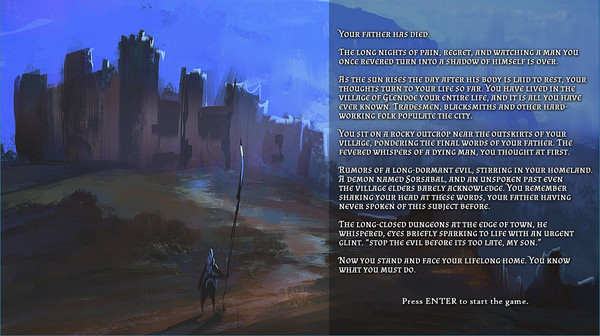 Your father has died.
The long nights of pain, regret, and watching a man you
once revered turn into a shadow of himself is over.
As the sun rises the day after his body is laid to rest, your
thoughts turn to your life so far. You have lived in the
village of Glendoe your entire life, and it is all you have
ever known. Tradesmen, blacksmiths and other hard-
working folk populate the city.
You sit on a rocky outcrop near the outskirts of your
village, pondering the final words of your father. The
fevered whispers of a dying man, you thought at first.
Rumors of a long-dormant evil, stirring in your homeland.
A demon named Sorsabal, and an unspoken past even
the village elders barely acknowledge. You remember
shaking your head at these words, your father having
never spoken of this subject before.
The long-closed dungeons at the edge of town, he
whispered, eyes briefly sparking to life with an urgent
glint. "stop the evil before its too late, my son."
Now you stand and face your lifelong home. You know
what you must do.
Press ENTER to start the game.